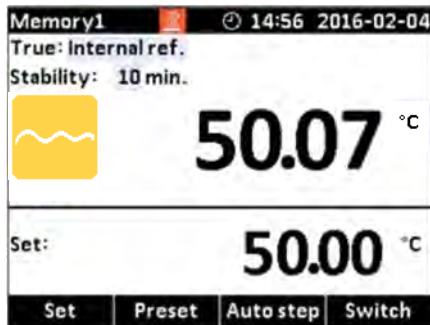 Memory1 14:56 2016-02-04
True: Internal ref.
Stability: 10 min.
50.07 °C
Set: 50.00 °C
Set Preset Auto step Switch